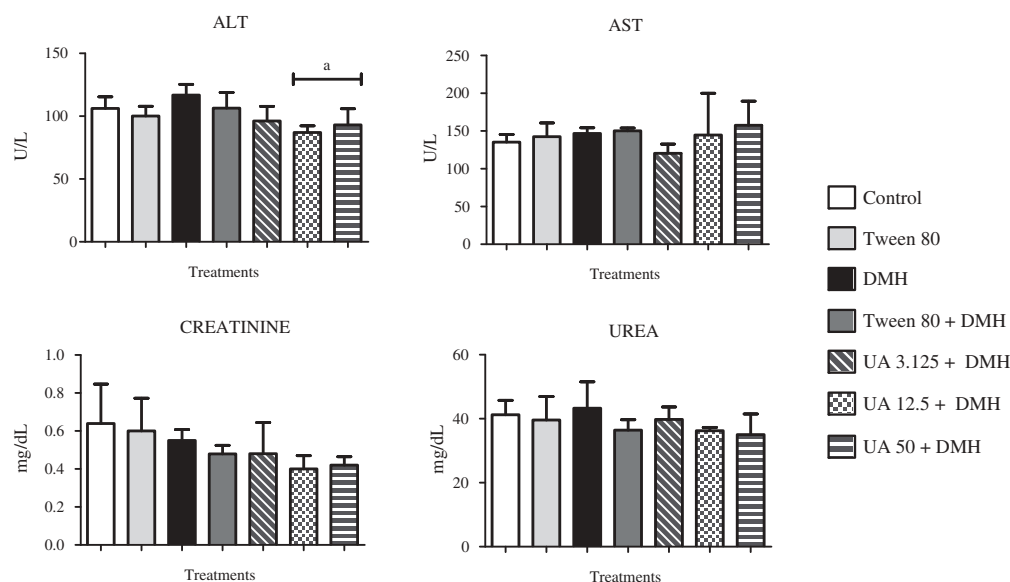 ALT
150
100
50
0
U/L
a
Treatments
AST
250
200
150
100
50
0
U/L
Treatments
CREATININE
1.0
0.8
0.6
0.4
0.2
0.0
mg/dL
Treatments
UREA
60
40
20
0
mg/dL
Treatments
Control
Tween 80
DMH
Tween 80 + DMH
UA 3.125 + DMH
UA 12.5 + DMH
UA 50 + DMH